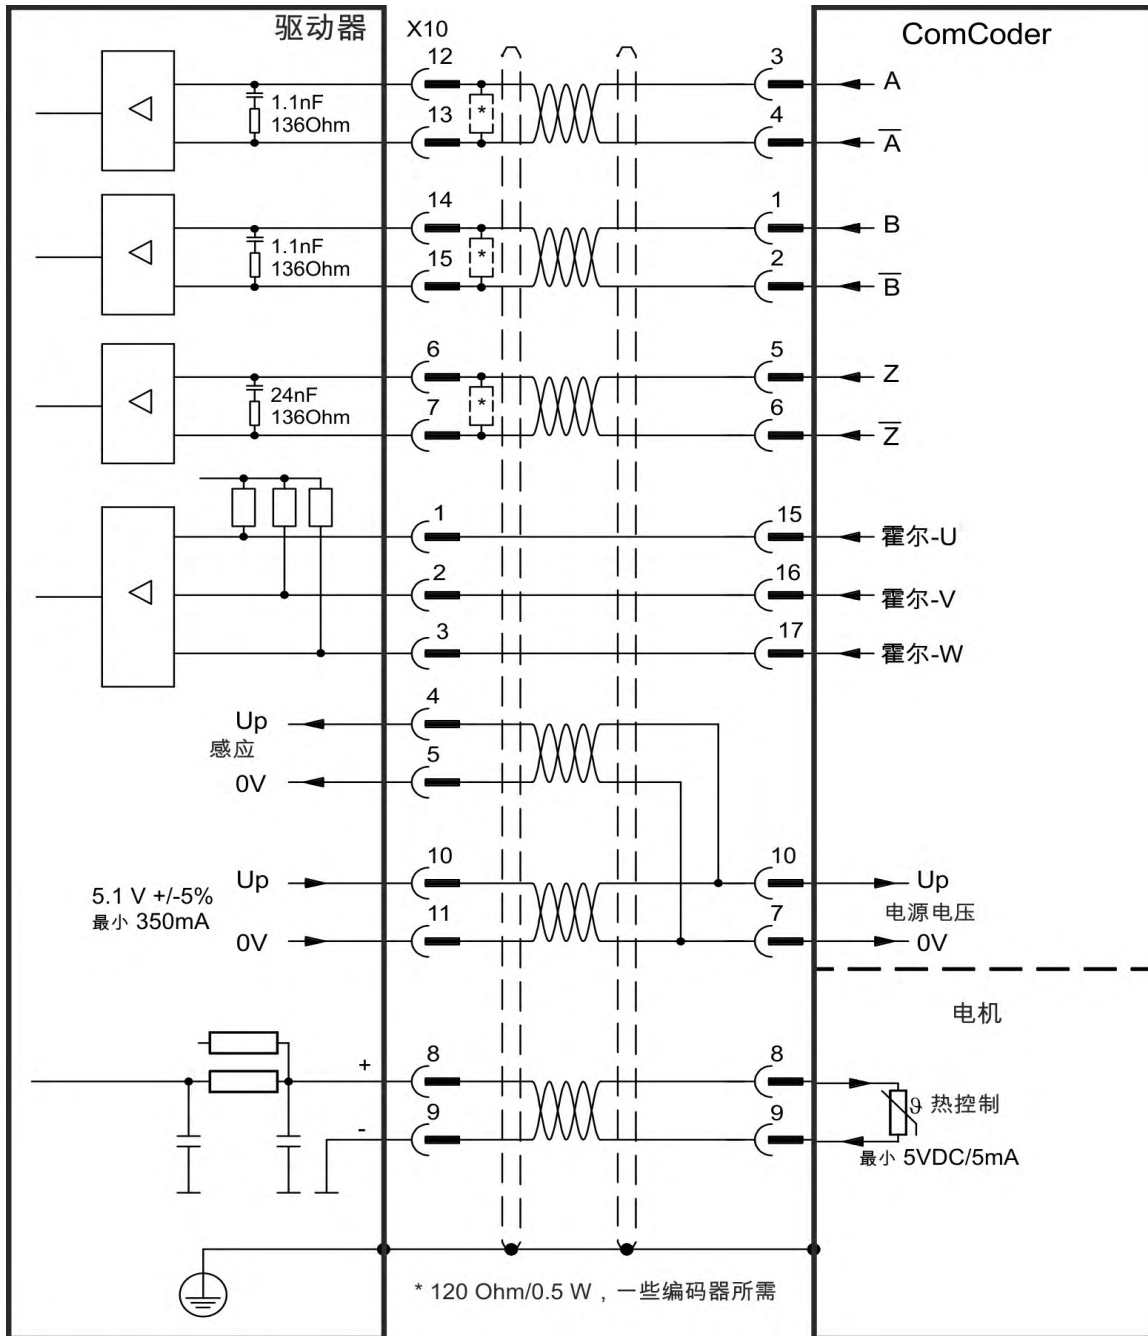 驱动器 X10 ComCoder
12 3 A
1.1nF
136Ohm
*
13 4 A̅
14 1 B
1.1nF
136Ohm
*
15 2 B̅
6 5 Z
24nF
136Ohm
*
7 6 Z̅
1 15 霍尔-U
2 16 霍尔-V
3 17 霍尔-W
Up 4
感应
0V 5
5.1 V +/-5%
最小 350mA
Up 10 10 Up
电源电压
0V 11 7 0V
电机
+ 8 8
ϑ 热控制
- 9 9
最小 5VDC/5mA
* 120 Ohm/0.5 W，一些编码器所需